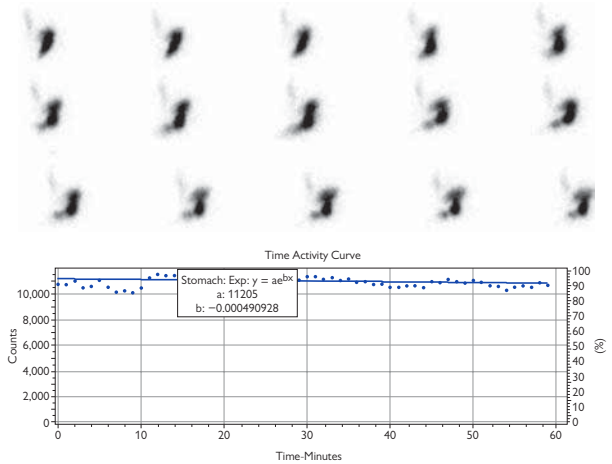 Time Activity Curve
Stomach: Exp: y = ae^bx
a: 11205
b: −0.000490928
10,000
8,000
6,000
4,000
2,000
0
Counts
100
90
80
70
60
50
40
30
20
10
0
(%)
0 10 20 30 40 50 60
Time-Minutes